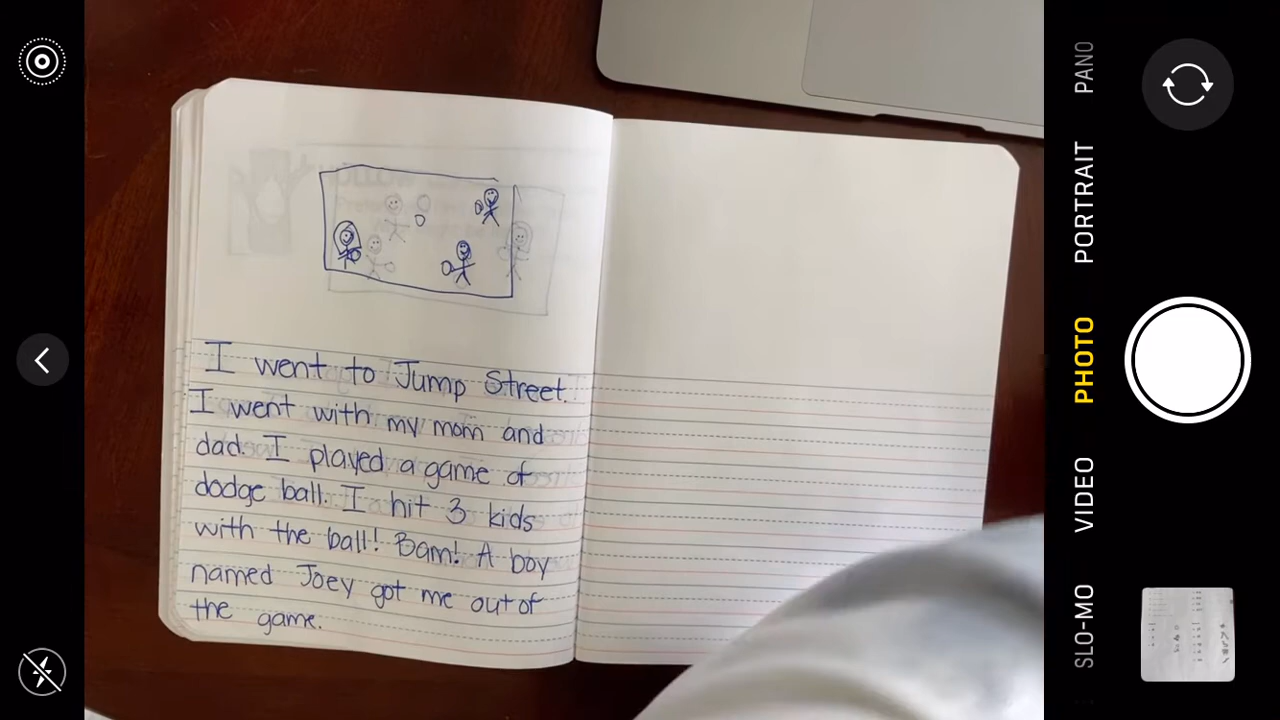 I went to Jump Street.
I went with my mom and
dad. I played a game of
dodge ball. I hit 3 kids
with the ball! Bam! A boy
named Joey got me out of
the game.
PANO
PORTRAIT
PHOTO
VIDEO
SLO-MO